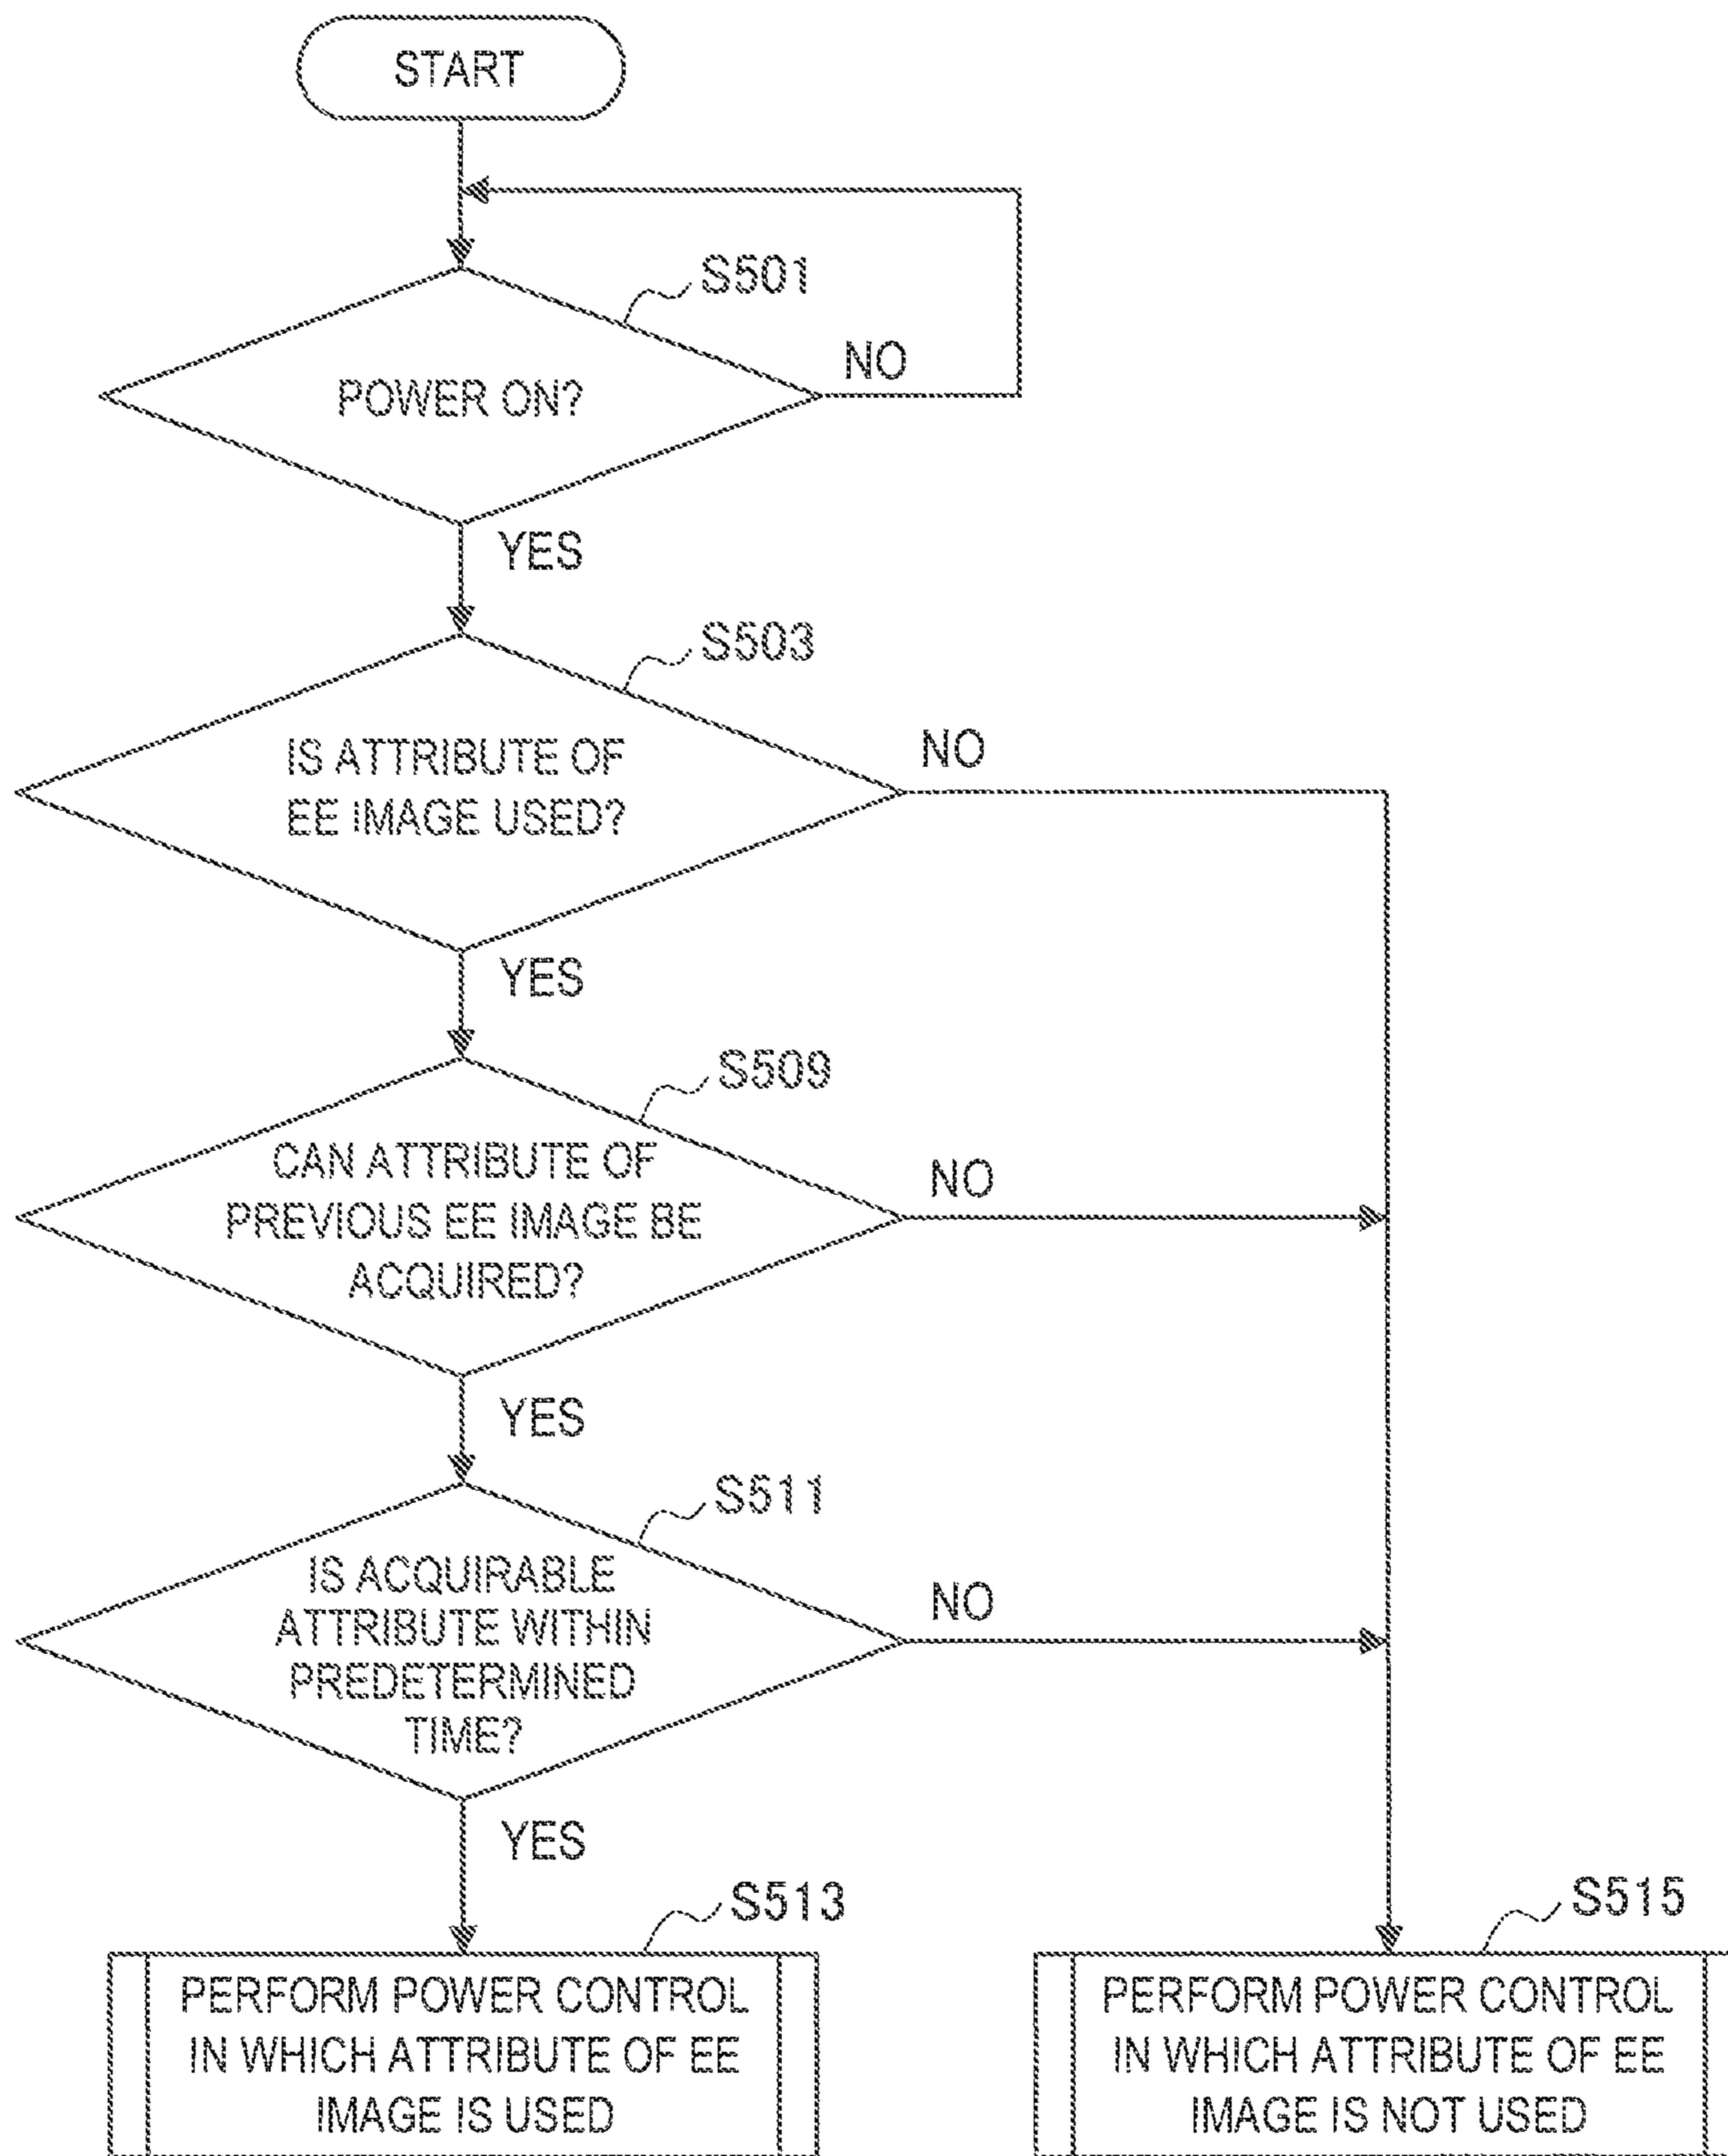 START
S501
POWER ON?
NO
YES
S503
IS ATTRIBUTE OF
EE IMAGE USED?
NO
YES
S509
CAN ATTRIBUTE OF
PREVIOUS EE IMAGE BE
ACQUIRED?
NO
YES
S511
IS ACQUIRABLE
ATTRIBUTE WITHIN
PREDETERMINED
TIME?
NO
YES
S513
PERFORM POWER CONTROL
IN WHICH ATTRIBUTE OF EE
IMAGE IS USED
S515
PERFORM POWER CONTROL
IN WHICH ATTRIBUTE OF EE
IMAGE IS NOT USED